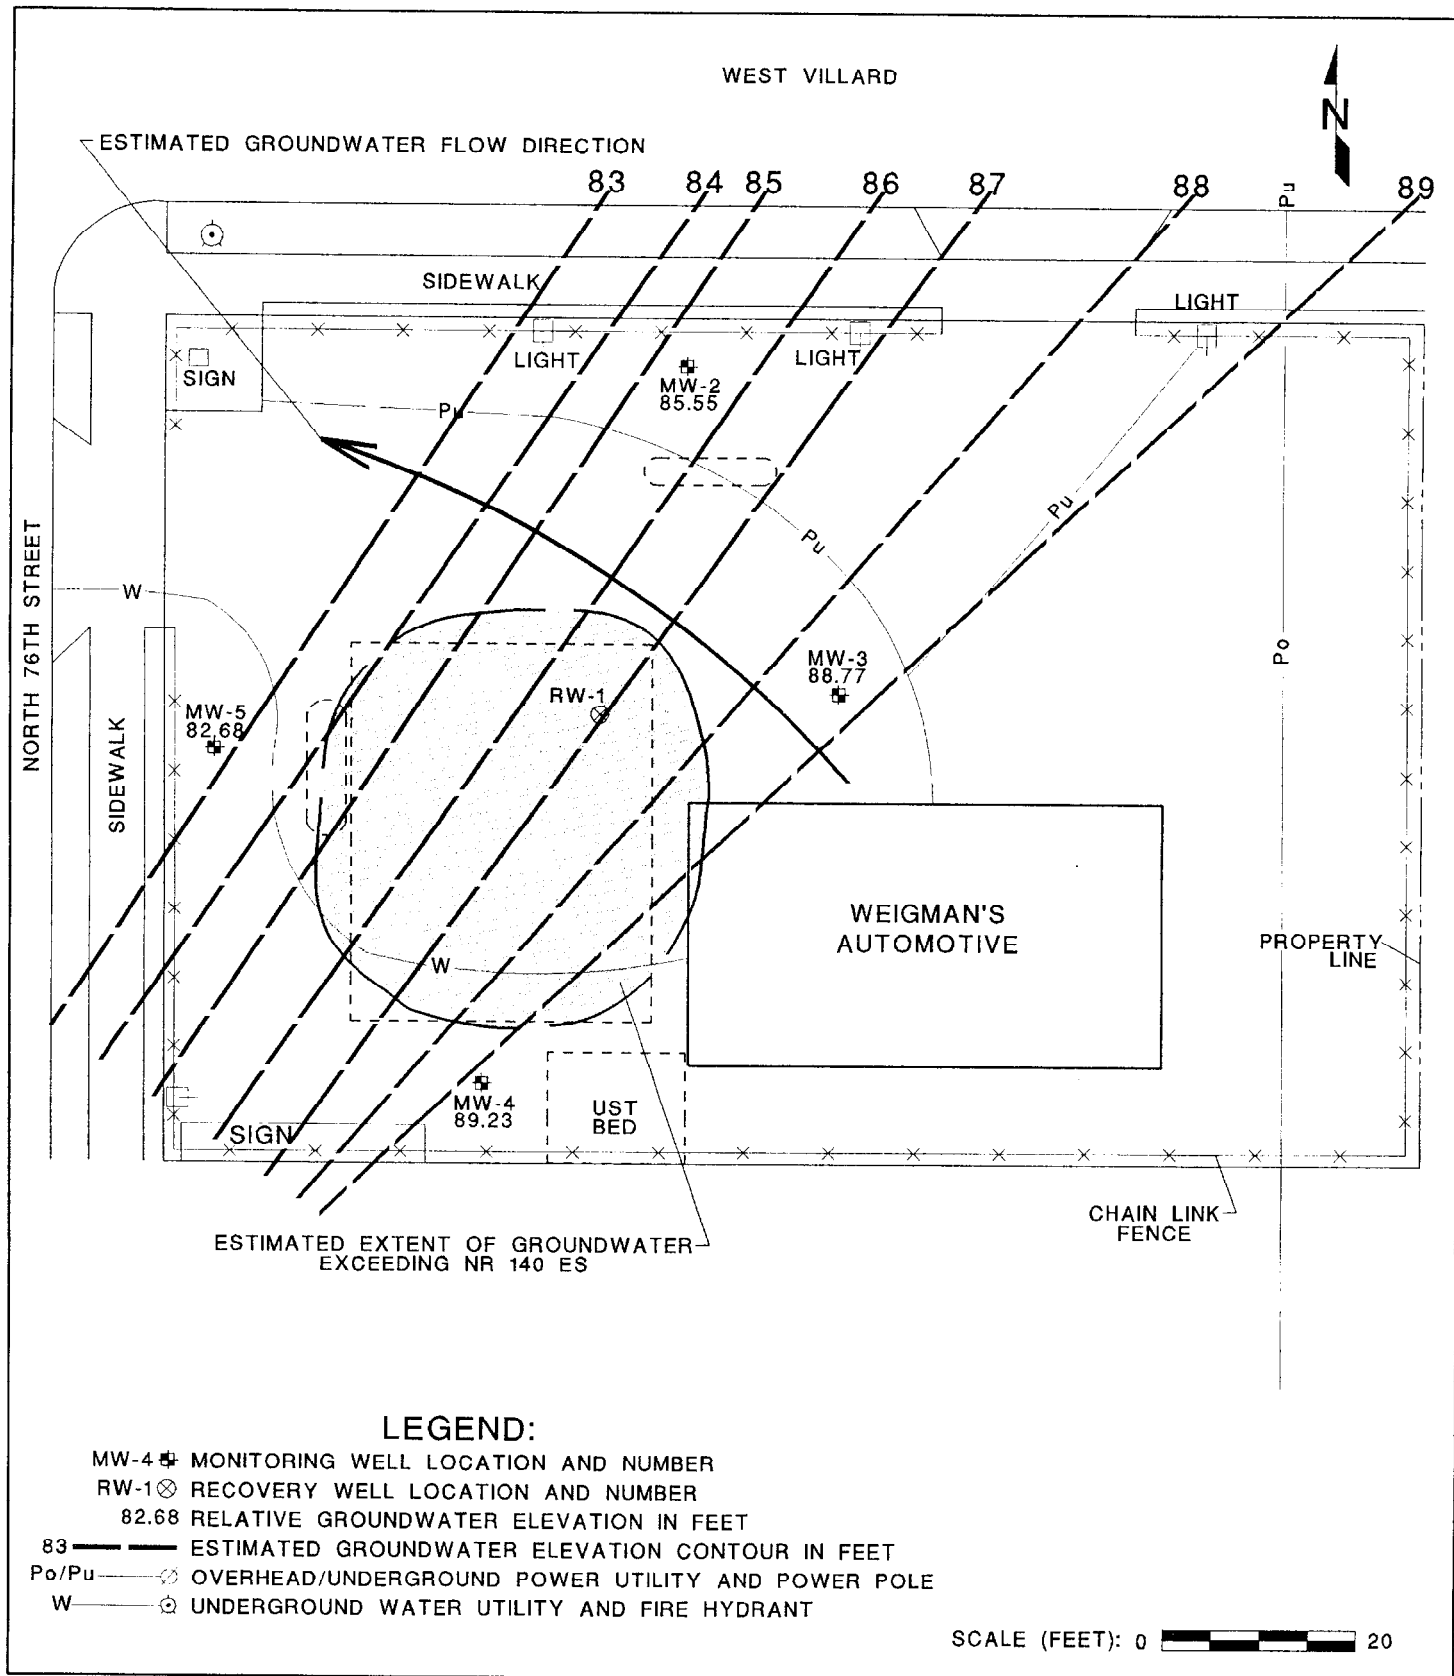 WEST VILLARD
N
ESTIMATED GROUNDWATER FLOW DIRECTION
83 84 85 86 87 88 89
Pu
SIDEWALK
LIGHT
LIGHT
LIGHT
SIGN
MW-2
85.55
Pu
Pu
Pu
NORTH 76TH STREET
W
Po
MW-3
88.77
RW-1
MW-5
82.68
SIDEWALK
WEIGMAN'S
AUTOMOTIVE
PROPERTY
LINE
W
MW-4
89.23
UST
BED
SIGN
CHAIN LINK
FENCE
ESTIMATED EXTENT OF GROUNDWATER
EXCEEDING NR 140 ES
LEGEND:
MW-4 MONITORING WELL LOCATION AND NUMBER
RW-1 RECOVERY WELL LOCATION AND NUMBER
82.68 RELATIVE GROUNDWATER ELEVATION IN FEET
83 ESTIMATED GROUNDWATER ELEVATION CONTOUR IN FEET
Po/Pu OVERHEAD/UNDERGROUND POWER UTILITY AND POWER POLE
W UNDERGROUND WATER UTILITY AND FIRE HYDRANT
SCALE (FEET): 0 20